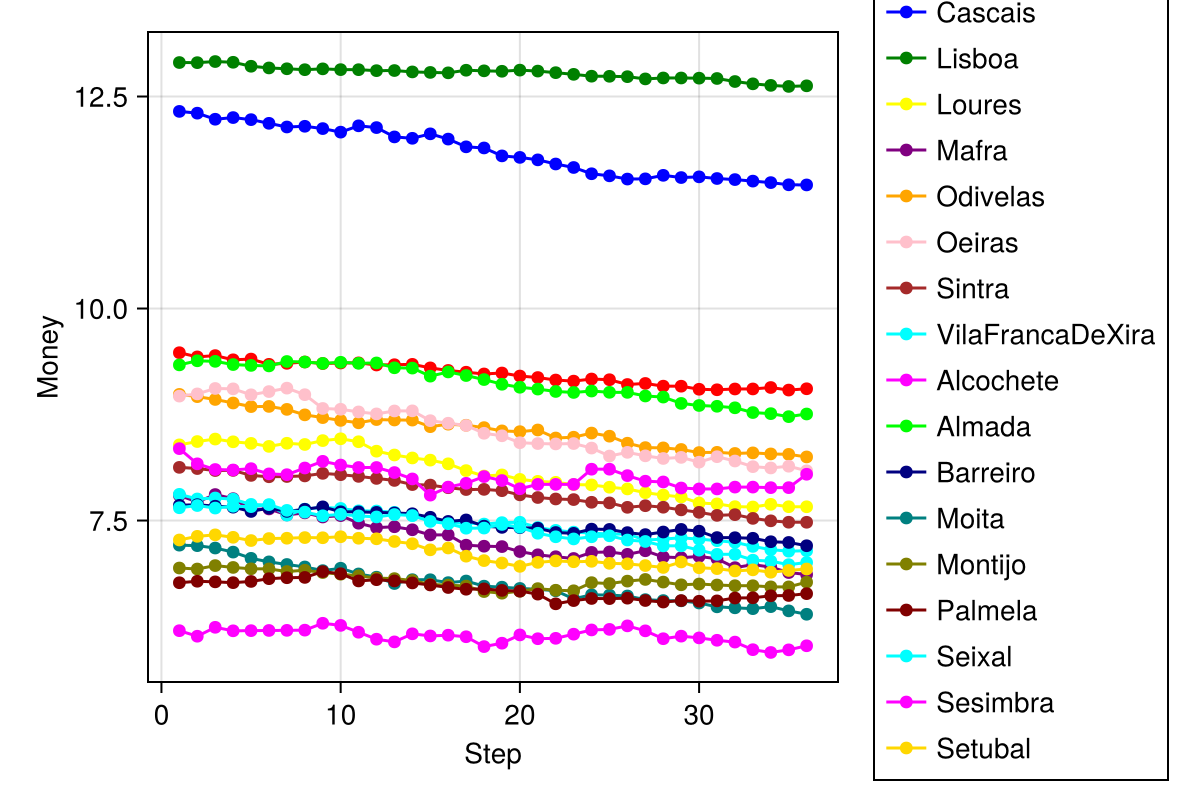 Cascais
Lisboa
Loures
Mafra
Odivelas
Oeiras
Sintra
VilaFrancaDeXira
Alcochete
Almada
Barreiro
Moita
Montijo
Palmela
Seixal
Sesimbra
Setubal
12.5
10.0
7.5
Money
0
10
20
30
Step